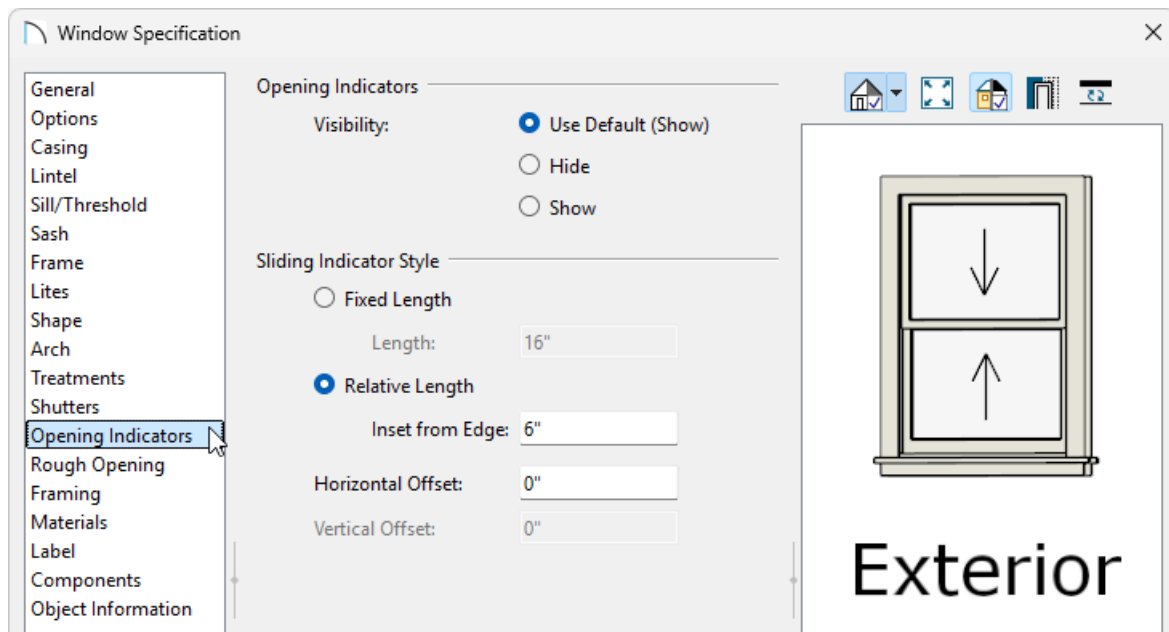 Window Specification
General
Options
Casing
Lintel
Sill/Threshold
Sash
Frame
Lites
Shape
Arch
Treatments
Shutters
Opening Indicators
Rough Opening
Framing
Materials
Label
Components
Object Information
Opening Indicators
Visibility:
Use Default (Show)
Hide
Show
Sliding Indicator Style
Fixed Length
Length: 16"
Relative Length
Inset from Edge: 6"
Horizontal Offset: 0"
Vertical Offset: 0"
Exterior